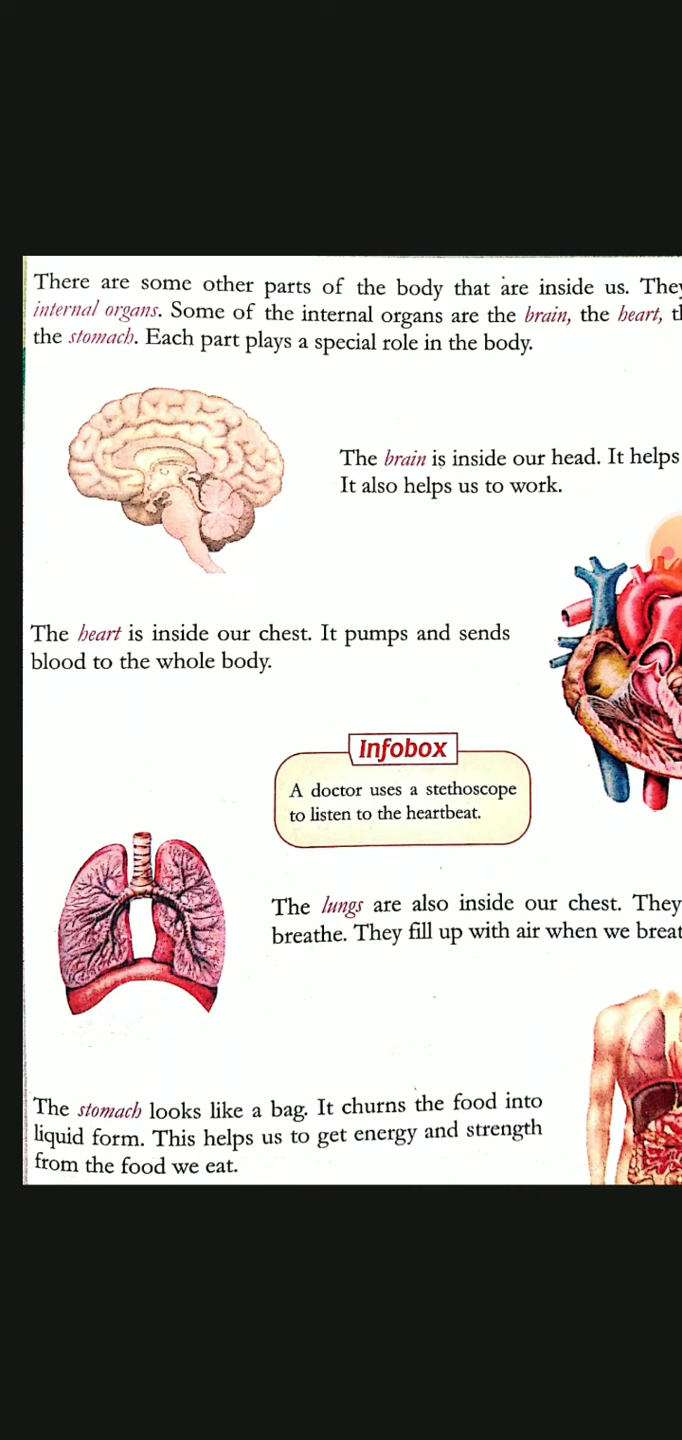 There are some other parts of the body that are inside us. They
internal organs. Some of the internal organs are the brain, the heart,
the stomach. Each part plays a special role in the body.
The brain is inside our head. It helps
It also helps us to work.
The heart is inside our chest. It pumps and sends
blood to the whole body.
Infobox
A doctor uses a stethoscope
to listen to the heartbeat.
The lungs are also inside our chest. They
breathe. They fill up with air when we
The stomach looks like a bag. It churns the food into
liquid form. This helps us to get energy and strength
from the food we eat.